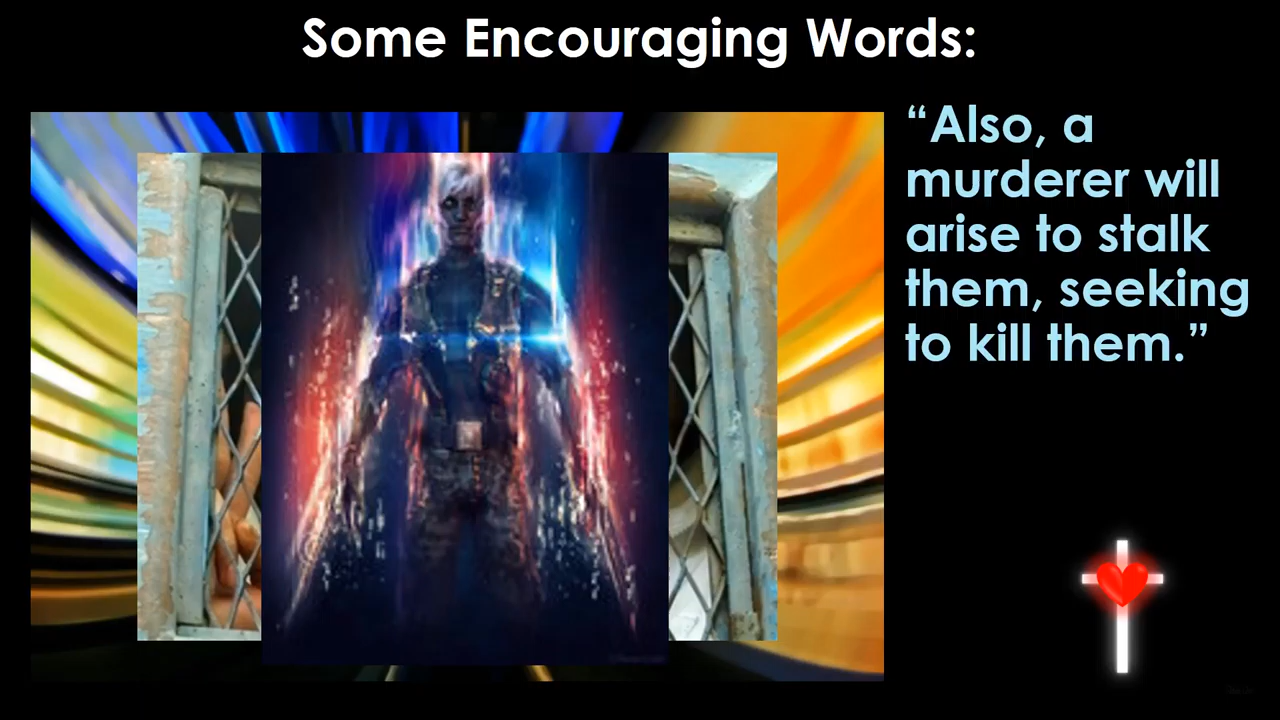 Some Encouraging Words:
“Also, a
murderer will
arise to stalk
them, seeking
to kill them.”